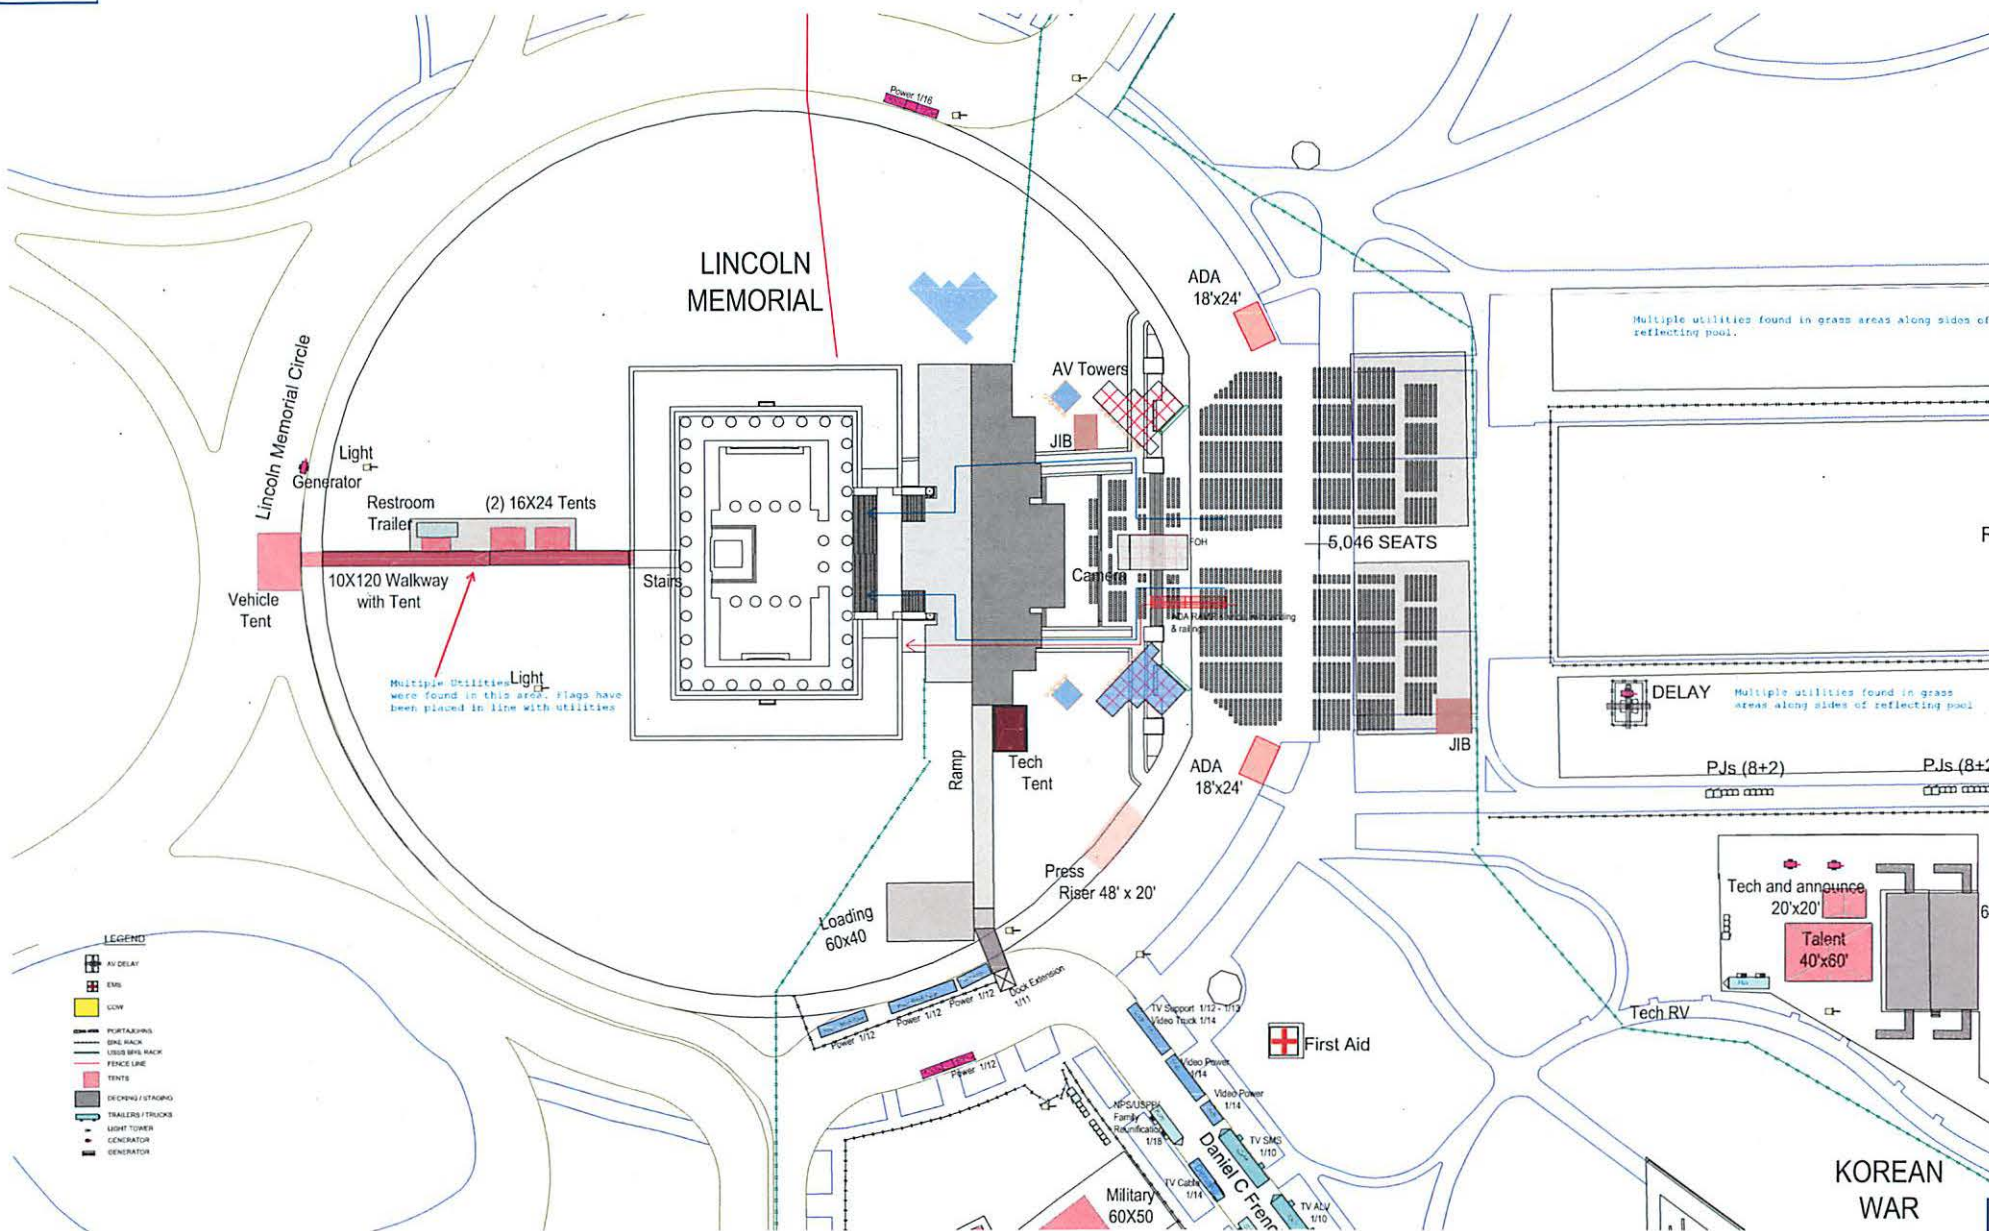 Power 1/16
LINCOLN
MEMORIAL
ADA
18'x24'
Multiple utilities found in grass areas along sides of
reflecting pool.
Lincoln Memorial Circle
AV Towers
JIB
Light
Generator
Restroom
Trailer
(2) 16X24 Tents
FOH
5,046 SEATS
Camera
10X120 Walkway
with Tent
Stairs
Vehicle
Tent
ADA RAMP
& railing
Multiple Utilities
were found in this area. Flags have
been placed in line with utilities
Light
DELAY
Multiple utilities found in grass
areas along sides of reflecting pool
JIB
Ramp
Tech
Tent
ADA
18'x24'
PJs (8+2)
PJs (8+2
Press
Riser 48' x 20'
Tech and announce
20'x20'
Talent
40'x60'
Loading
60x40
LEGEND
AV DELAY
EMS
COW
PORTAJOHNS
BIKE RACK
USSS BIKE RACK
FENCE LINE
TENTS
DECKING / STAGING
TRAILERS / TRUCKS
LIGHT TOWER
GENERATOR
GENERATOR
Power 1/12
Power 1/12
Power 1/12
Dock Extension
1/11
Power 1/12
TV Support 1/12 - 1/13
Video Truck 1/14
First Aid
Tech RV
Video Power
1/14
Video Power
1/14
NPS/USPP/
Family
Reunification
1/18
TV SMS
1/10
Daniel C Frenc
TV Cable
1/14
TV ALV
1/10
Military
60X50
KOREAN
WAR